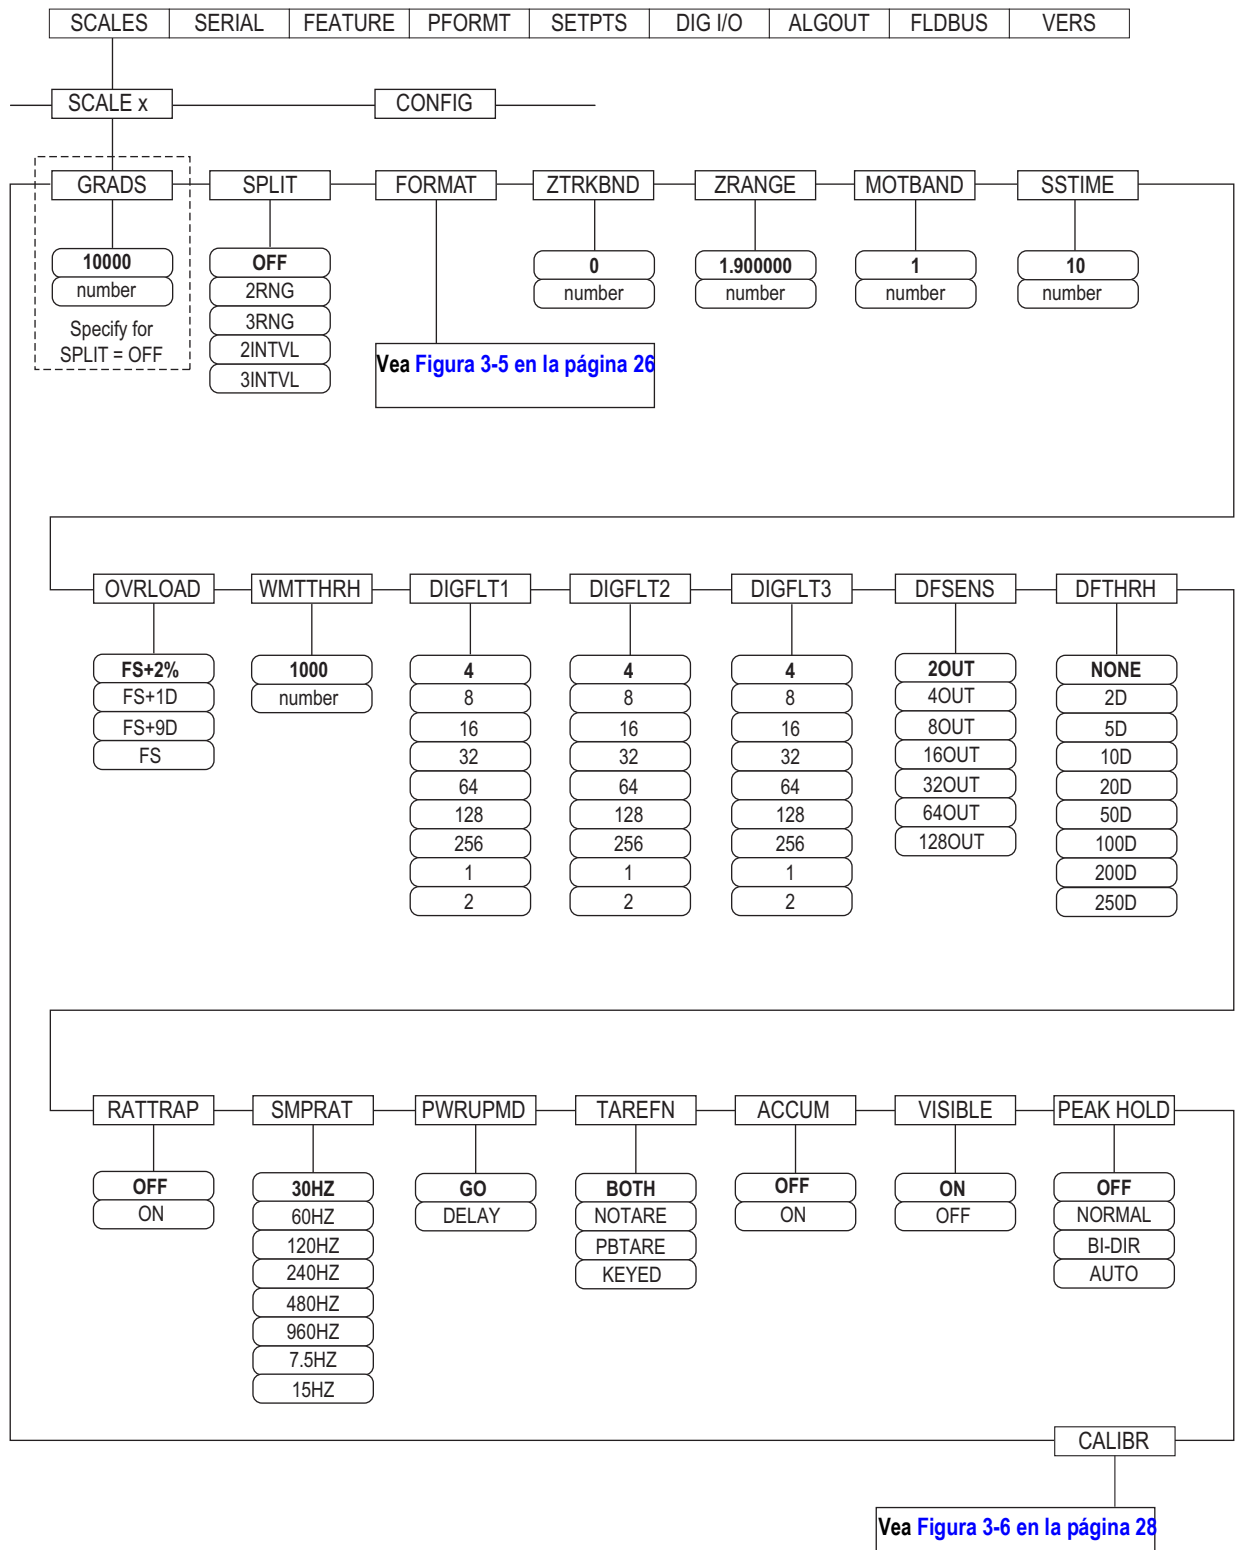 SCALES SERIAL FEATURE PFORMT SETPTS DIG I/O ALGOUT FLDBUS VERS
SCALE x CONFIG
GRADS SPLIT FORMAT ZTRKBND ZRANGE MOTBAND SSTIME
10000 OFF 0 1.900000 1 10
number 2RNG number number number number
3RNG
Specify for
SPLIT = OFF
2INTVL
3INTVL
Vea Figura 3-5 en la página 26
OVRLOAD WMTTHRH DIGFLT1 DIGFLT2 DIGFLT3 DFSENS DFTHRH
FS+2% 1000 4 4 4 2OUT NONE
FS+1D number 8 8 8 4OUT 2D
FS+9D 16 16 16 8OUT 5D
FS 32 32 32 16OUT 10D
64 64 64 32OUT 20D
128 128 128 64OUT 50D
256 256 256 128OUT 100D
1 1 1 200D
2 2 2 250D
RATTRAP SMPRAT PWRUPMD TAREFN ACCUM VISIBLE PEAK HOLD
OFF 30HZ GO BOTH OFF ON OFF
ON 60HZ DELAY NOTARE ON OFF NORMAL
120HZ PBTARE BI-DIR
240HZ KEYED AUTO
480HZ
960HZ
7.5HZ
15HZ
CALIBR
Vea Figura 3-6 en la página 28